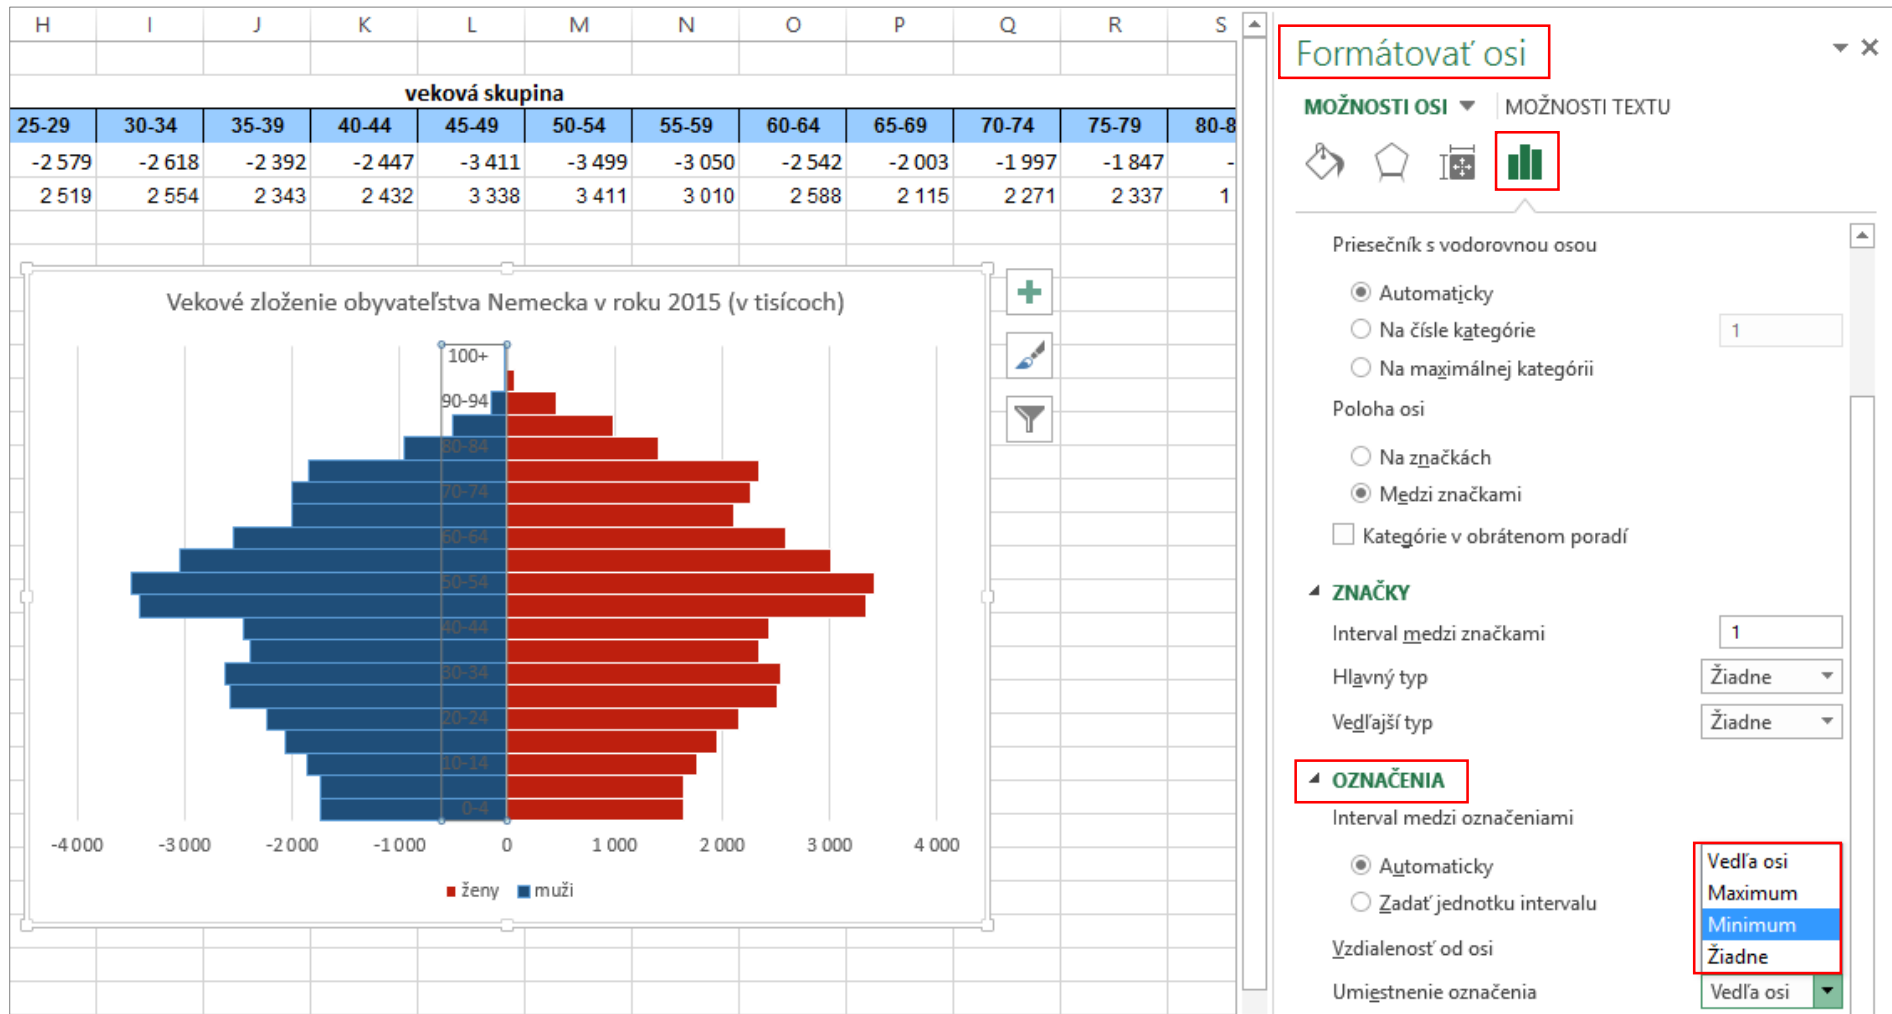 H I J K L M N O P Q R S
veková skupina
25-29 30-34 35-39 40-44 45-49 50-54 55-59 60-64 65-69 70-74 75-79 80-8
-2 579 -2 618 -2 392 -2 447 -3 411 -3 499 -3 050 -2 542 -2 003 -1 997 -1 847 -
2 519 2 554 2 343 2 432 3 338 3 411 3 010 2 588 2 115 2 271 2 337 1
Vekové zloženie obyvateľstva Nemecka v roku 2015 (v tisícoch)
100+
90-94
80-84
70-74
60-64
50-54
40-44
30-34
20-24
10-14
0-4
-4 000 -3 000 -2 000 -1 000 0 1 000 2 000 3 000 4 000
ženy muži
Formátovať osi
MOŽNOSTI OSI MOŽNOSTI TEXTU
Priesečník s vodorovnou osou
Automaticky
Na čísle kategórie 1
Na maximálnej kategórii
Poloha osi
Na značkách
Medzi značkami
Kategórie v obrátenom poradí
ZNAČKY
Interval medzi značkami 1
Hlavný typ Žiadne
Vedľajší typ Žiadne
OZNAČENIA
Interval medzi označeniami
Automaticky
Zadať jednotku intervalu
Vzdialenosť od osi
Vedľa osi
Maximum
Minimum
Žiadne
Umiestnenie označenia Vedľa osi